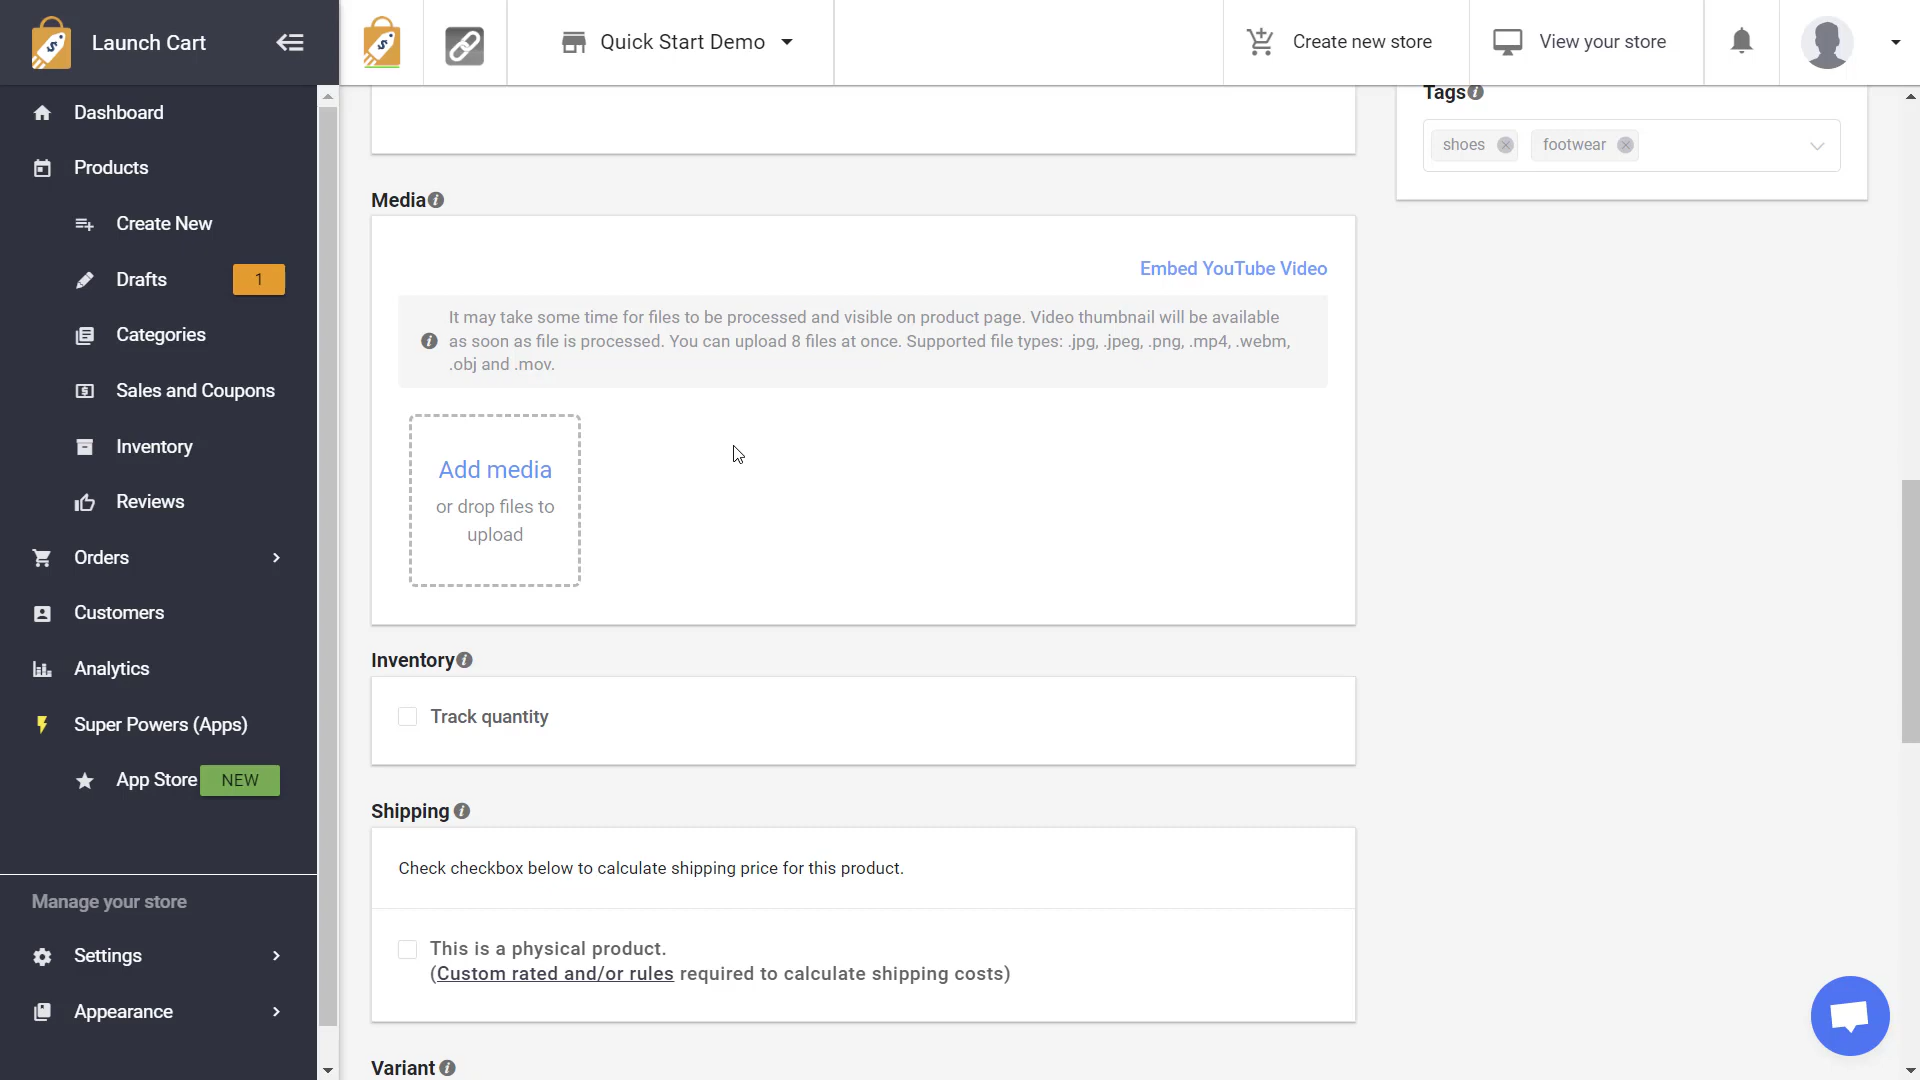 Launch Cart
Quick Start Demo
Create new store
View your store
Dashboard
Products
Create New
Drafts
1
Categories
Sales and Coupons
Inventory
Reviews
Orders
Customers
Analytics
Super Powers (Apps)
App Store
NEW
Manage your store
Settings
Appearance
Tags
shoes
footwear
Media
Embed YouTube Video
It may take some time for files to be processed and visible on product page. Video thumbnail will be available
as soon as file is processed. You can upload 8 files at once. Supported file types: .jpg, .jpeg, .png, .mp4, .webm,
.obj and .mov.
Add media
or drop files to
upload
Inventory
Track quantity
Shipping
Check checkbox below to calculate shipping price for this product.
This is a physical product.
(Custom rated and/or rules required to calculate shipping costs)
Variant